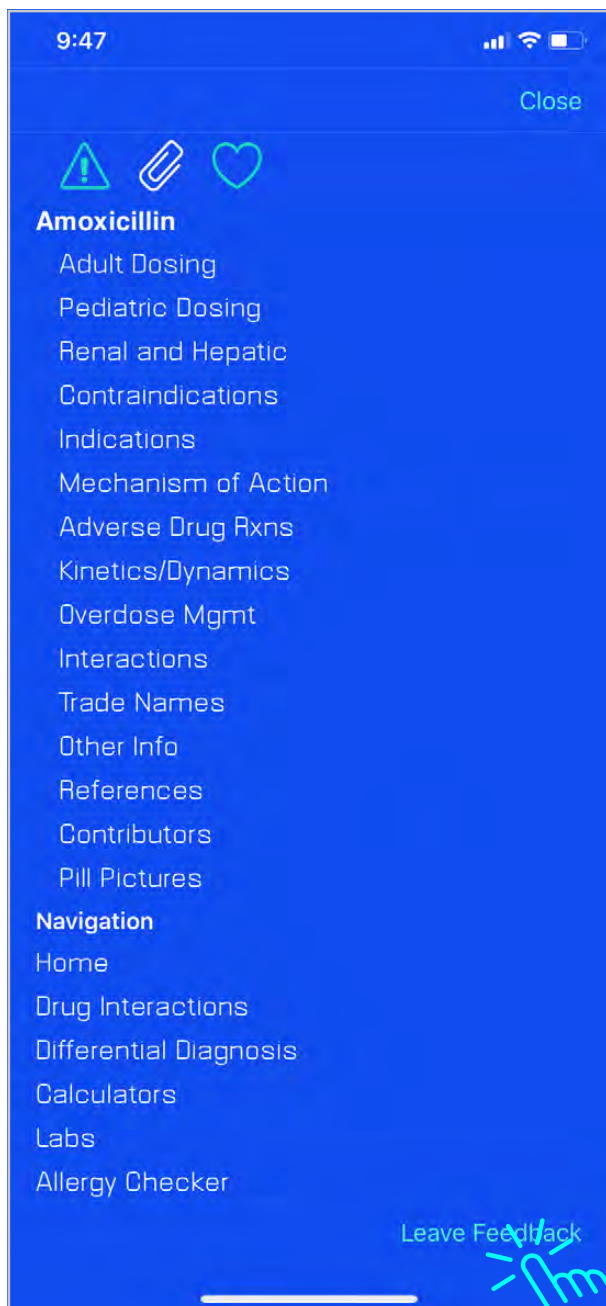 9:47
Close
Amoxicillin
Adult Dosing
Pediatric Dosing
Renal and Hepatic
Contraindications
Indications
Mechanism of Action
Adverse Drug Rxns
Kinetics/Dynamics
Overdose Mgmt
Interactions
Trade Names
Other Info
References
Contributors
Pill Pictures
Navigation
Home
Drug Interactions
Differential Diagnosis
Calculators
Labs
Allergy Checker
Leave Feedback